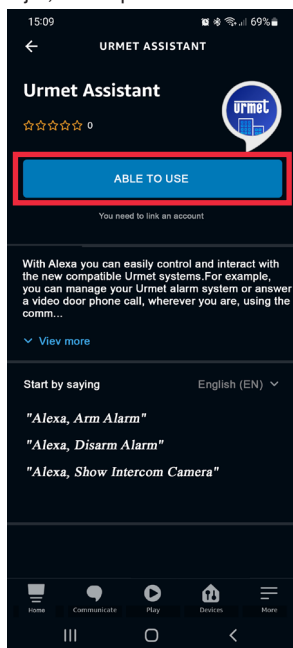 15:09 69%
URMET ASSISTANT
Urmet Assistant
0
urmet
ABLE TO USE
You need to link an account
With Alexa you can easily control and interact with
the new compatible Urmet systems.For example,
you can manage your Urmet alarm system or answer
a video door phone call, wherever you are, using the
comm...
Viev more
Start by saying English (EN)
"Alexa, Arm Alarm"
"Alexa, Disarm Alarm"
"Alexa, Show Intercom Camera"
Home Communicate Play Devices More